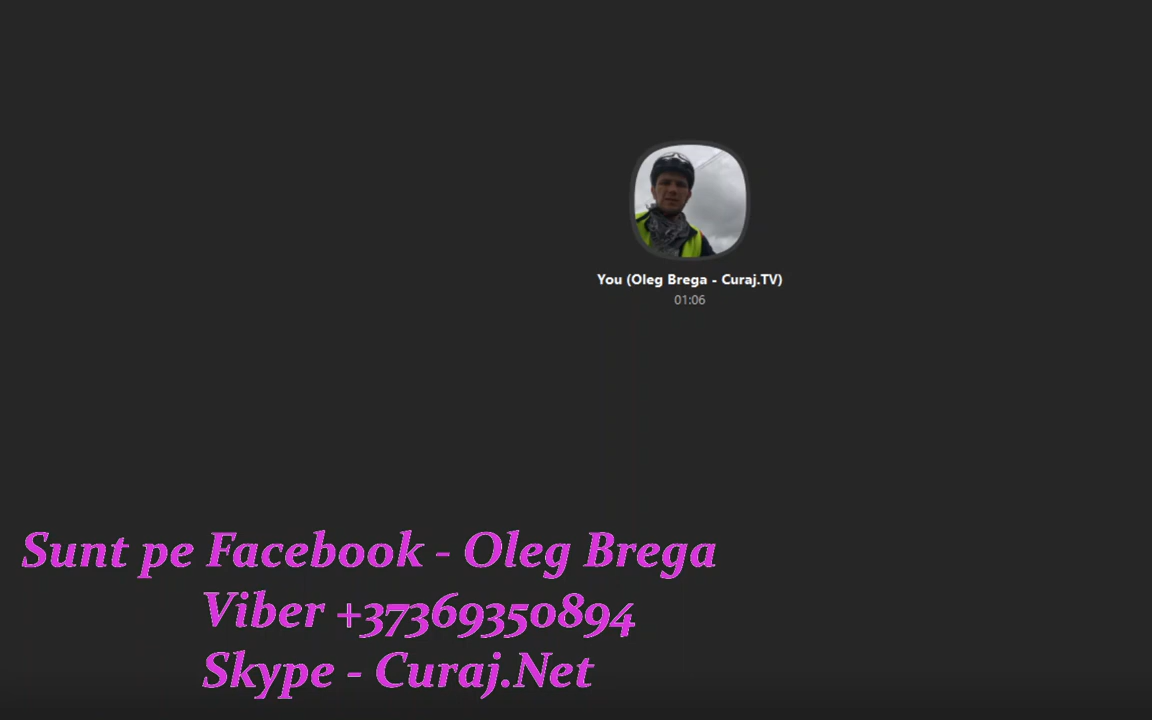 You (Oleg Brega - Curaj.TV)
01:06
Sunt pe Facebook - Oleg Brega
Viber +37369350894
Skype - Curaj.Net